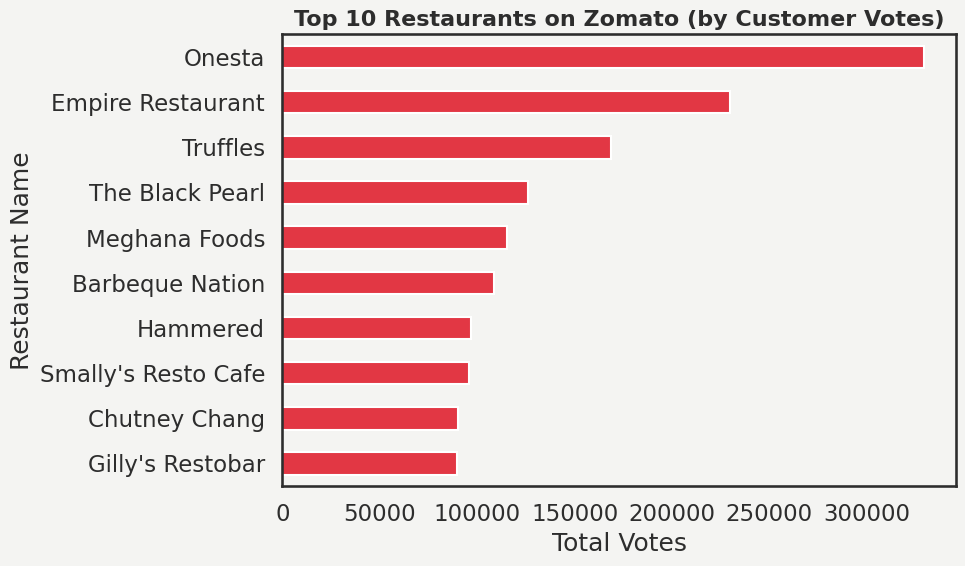 Top 10 Restaurants on Zomato (by Customer Votes)
Restaurant Name
Onesta
Empire Restaurant
Truffles
The Black Pearl
Meghana Foods
Barbeque Nation
Hammered
Smally's Resto Cafe
Chutney Chang
Gilly's Restobar
0 50000 100000 150000 200000 250000 300000
Total Votes